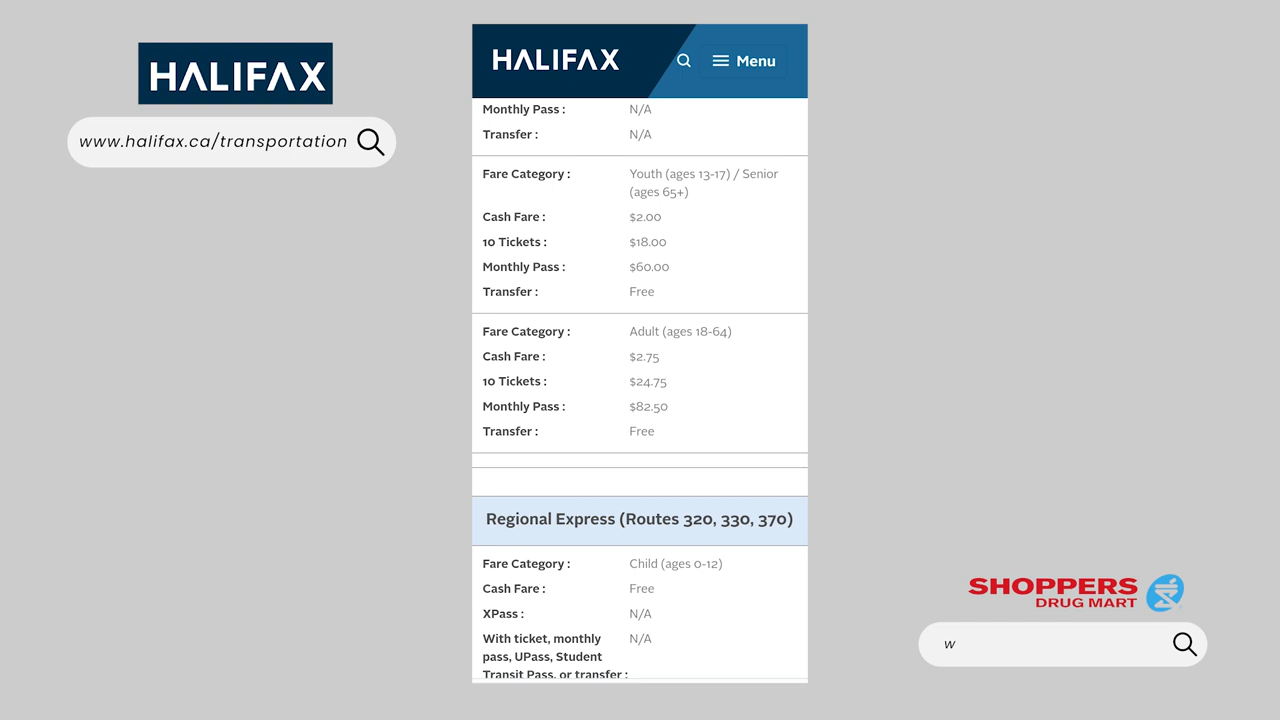 HALIFAX
www.halifax.ca/transportation
HALIFAX
Menu
Monthly Pass : N/A
Transfer : N/A
Fare Category : Youth (ages 13-17) / Senior
(ages 65+)
Cash Fare : $2.00
10 Tickets : $18.00
Monthly Pass : $60.00
Transfer : Free
Fare Category : Adult (ages 18-64)
Cash Fare : $2.75
10 Tickets : $24.75
Monthly Pass : $82.50
Transfer : Free
Regional Express (Routes 320, 330, 370)
Fare Category : Child (ages 0-12)
Cash Fare : Free
XPass : N/A
With ticket, monthly N/A
pass, UPass, Student
Transit Pass, or transfer :
SHOPPERS
DRUG MART
w